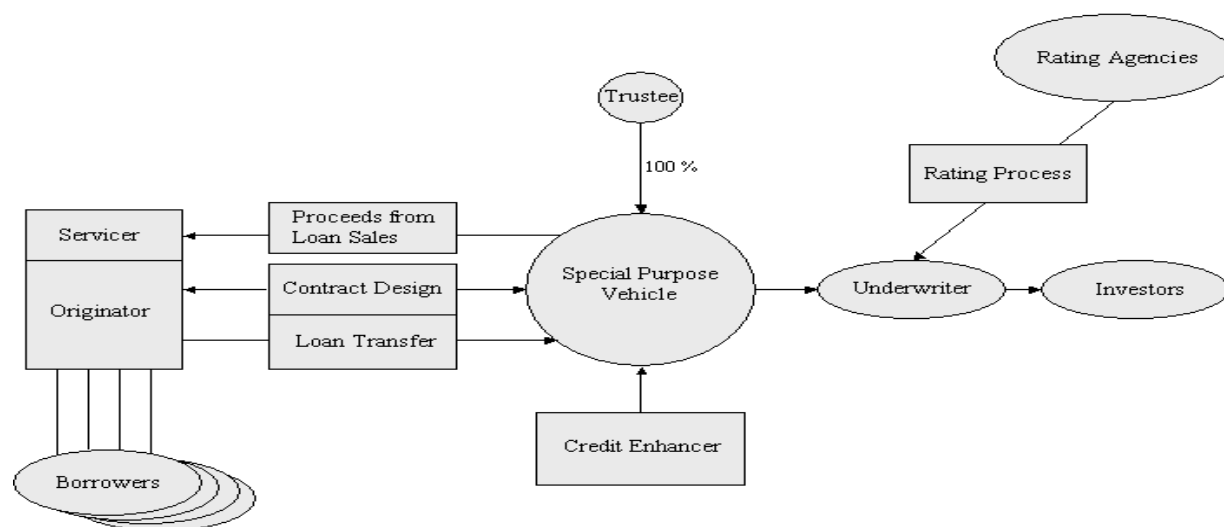 Rating Agencies
Trustee
100 %
Rating Process
Servicer
Proceeds from
Loan Sales
Originator
Contract Design
Loan Transfer
Special Purpose
Vehicle
Underwriter
Investors
Credit Enhancer
Borrowers